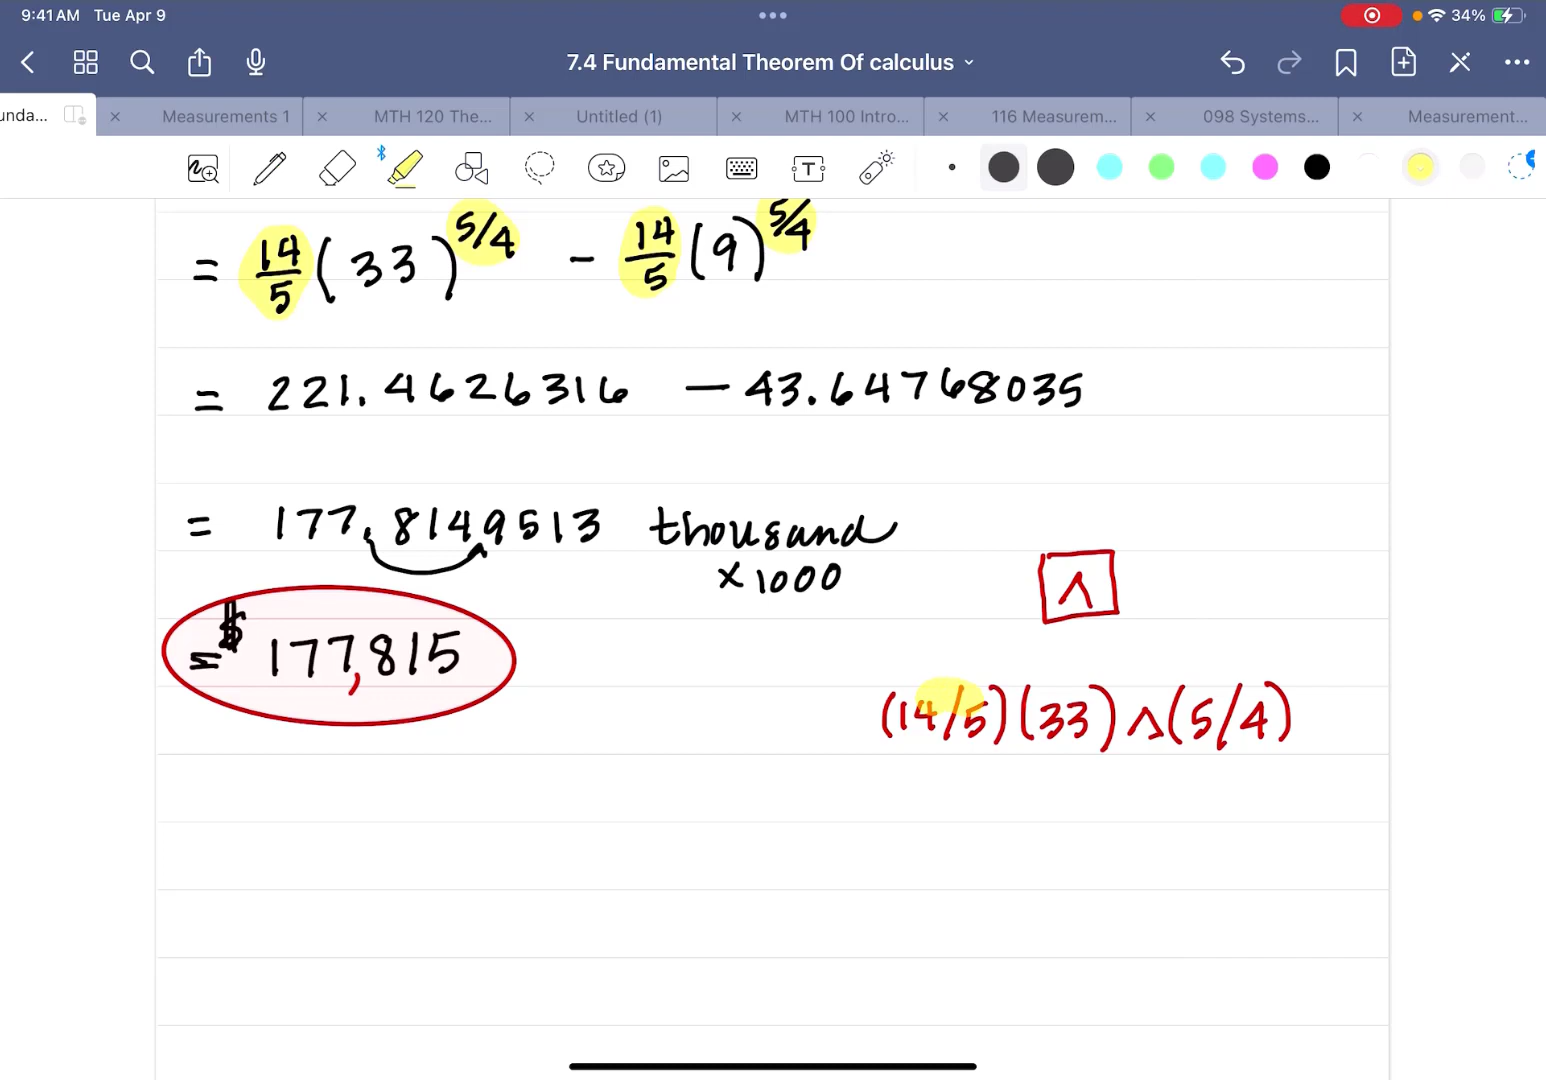 9:41 AM Tue Apr 9
34%
7.4 Fundamental Theorem Of calculus
unda...
Measurements 1
MTH 120 The...
Untitled (1)
MTH 100 Intro...
116 Measurem...
098 Systems...
Measurement...
T
= 14/5 (33)^5/4 - 14/5 (9)^5/4
= 221.4626316 - 43.64768035
= 177.8149513 thousand
x 1000
^
= $177,815
(14/5)(33)^(5/4)